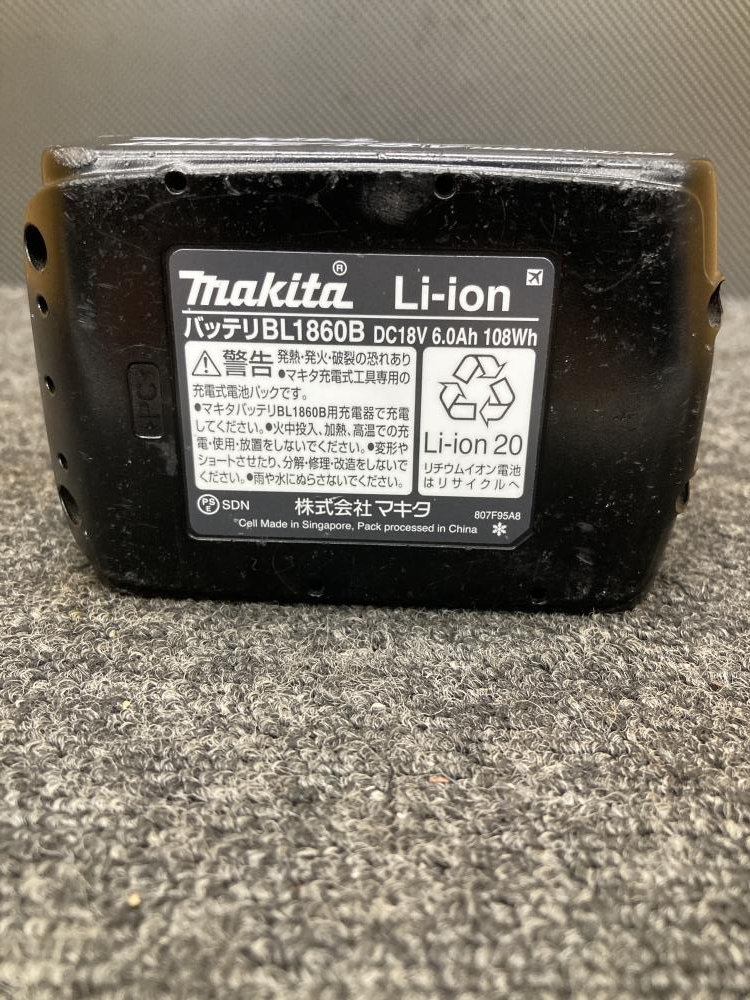 makita® Li-ion
バッテリBL1860B DC18V 6.0Ah 108Wh
警告 発熱・発火・破裂の恐れあり
●マキタ充電式工具専用の
充電式電池パックです。
●マキタバッテリBL1860B用充電器で充電
してください。●火中投入、加熱、高温での充
電・使用・放置をしないでください。●変形や
ショートさせたり、分解・修理・改造をしないで
ください。●雨や水にぬらさないでください。
Li-ion 20
リチウムイオン電池
はリサイクルへ
PSE SDN 株式会社マキタ 807F95A8
*Cell Made in Singapore, Pack processed in China
>PC<